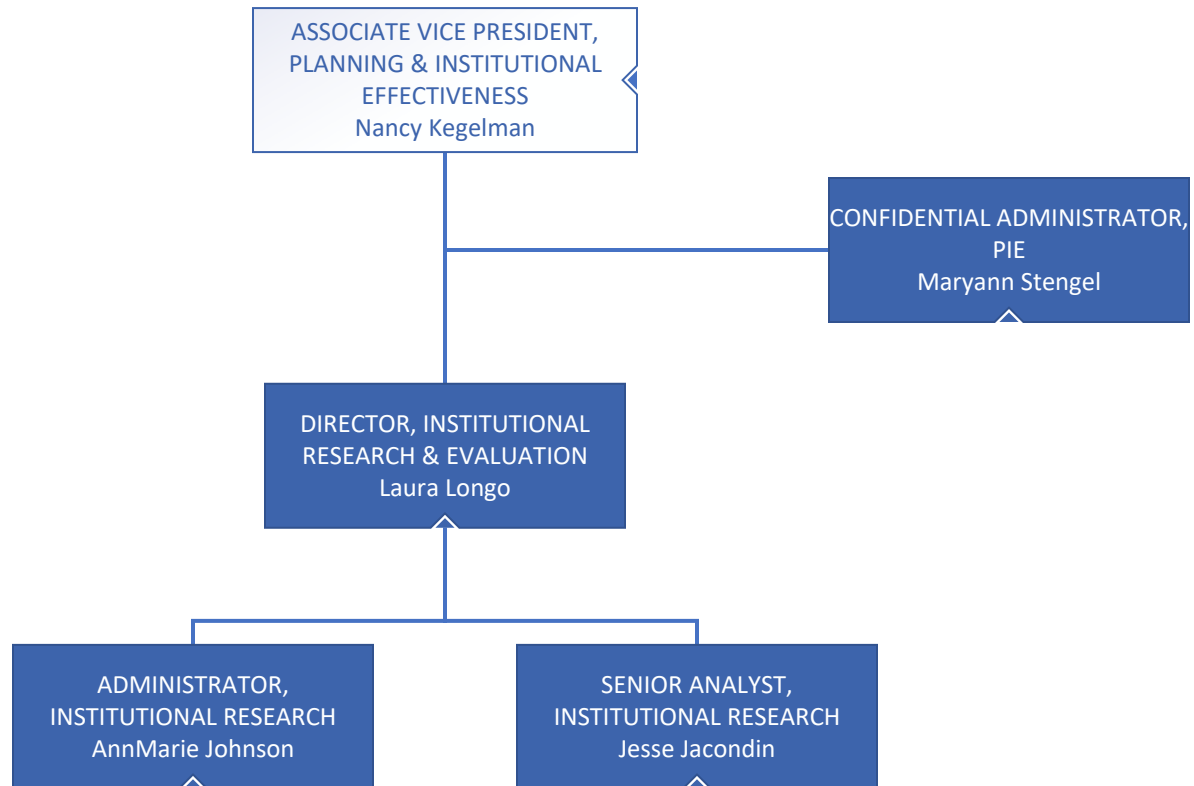 ASSOCIATE VICE PRESIDENT,
PLANNING & INSTITUTIONAL
EFFECTIVENESS
Nancy Kegelman
CONFIDENTIAL ADMINISTRATOR,
PIE
Maryann Stengel
DIRECTOR, INSTITUTIONAL
RESEARCH & EVALUATION
Laura Longo
ADMINISTRATOR,
INSTITUTIONAL RESEARCH
AnnMarie Johnson
SENIOR ANALYST,
INSTITUTIONAL RESEARCH
Jesse Jacondin